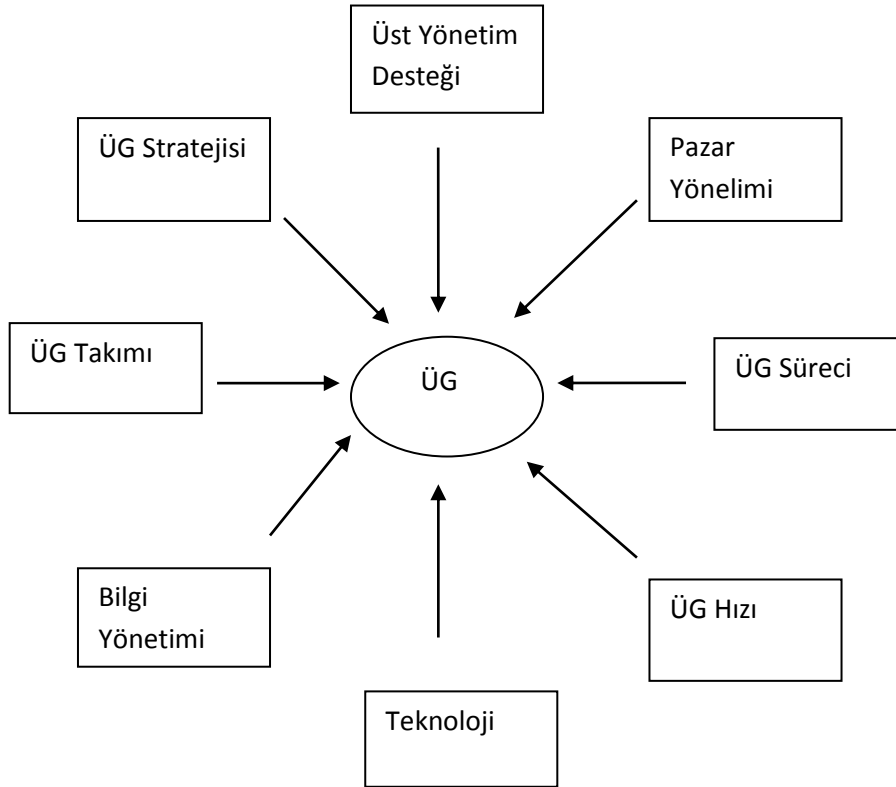 Üst Yönetim
Desteği
ÜG Stratejisi
Pazar
Yönelimi
ÜG Takımı
ÜG
ÜG Süreci
Bilgi
Yönetimi
ÜG Hızı
Teknoloji